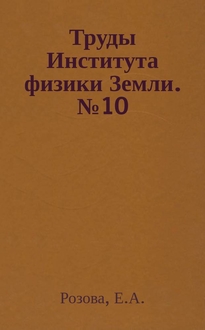 Труды
Института
физики Земли.
№10
Розова, Е.А.